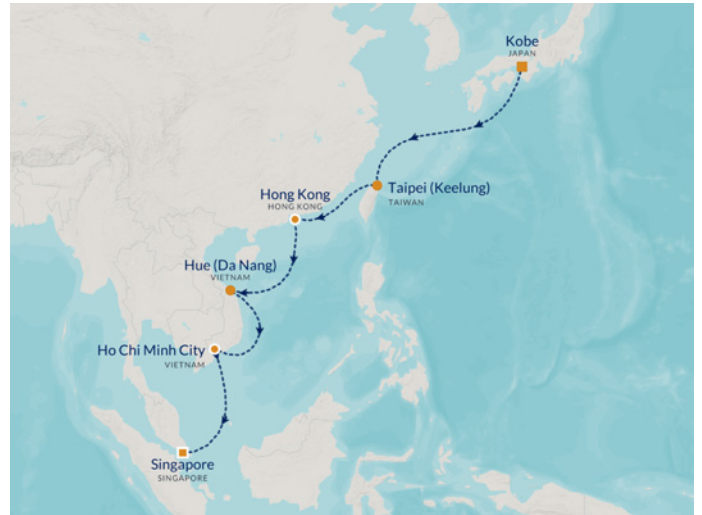 Kobe
JAPAN
Taipei (Keelung)
TAIWAN
Hong Kong
HONG KONG
Hue (Da Nang)
VIETNAM
Ho Chi Minh City
VIETNAM
Singapore
SINGAPORE